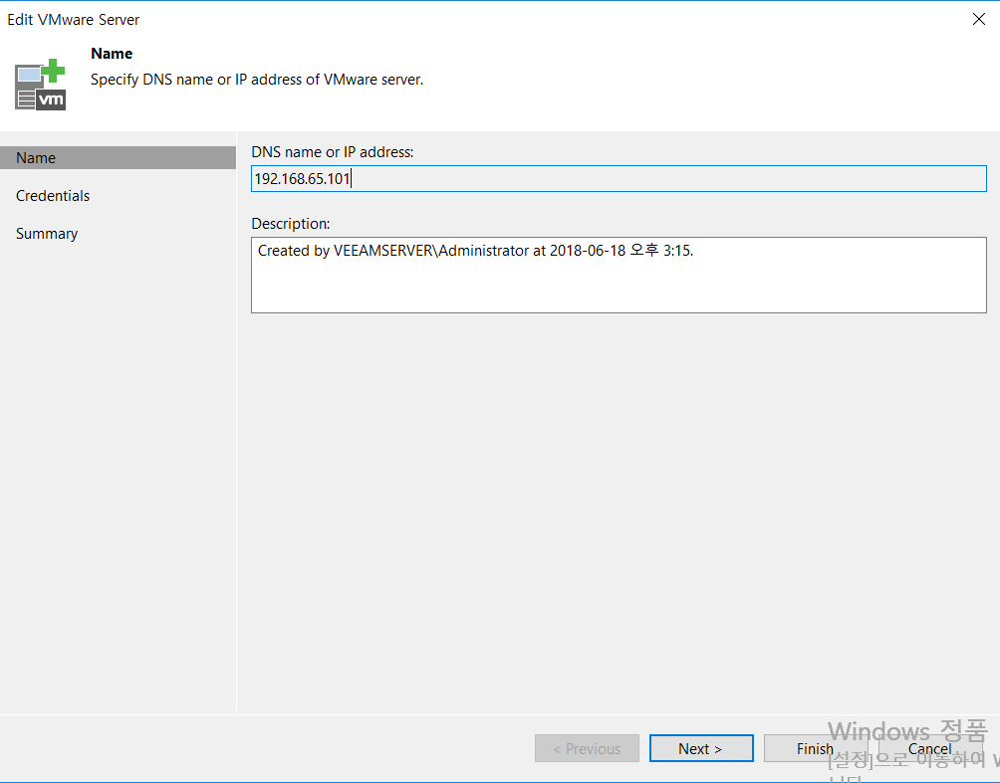 Edit VMware Server
Name
Specify DNS name or IP address of VMware server.
vm
Name
Credentials
Summary
DNS name or IP address:
192.168.65.101
Description:
Created by VEEAMSERVER\Administrator at 2018-06-18 오후 3:15.
< Previous
Next >
Finish
Cancel
Windows 정품
[설정]으로 이동하여 W